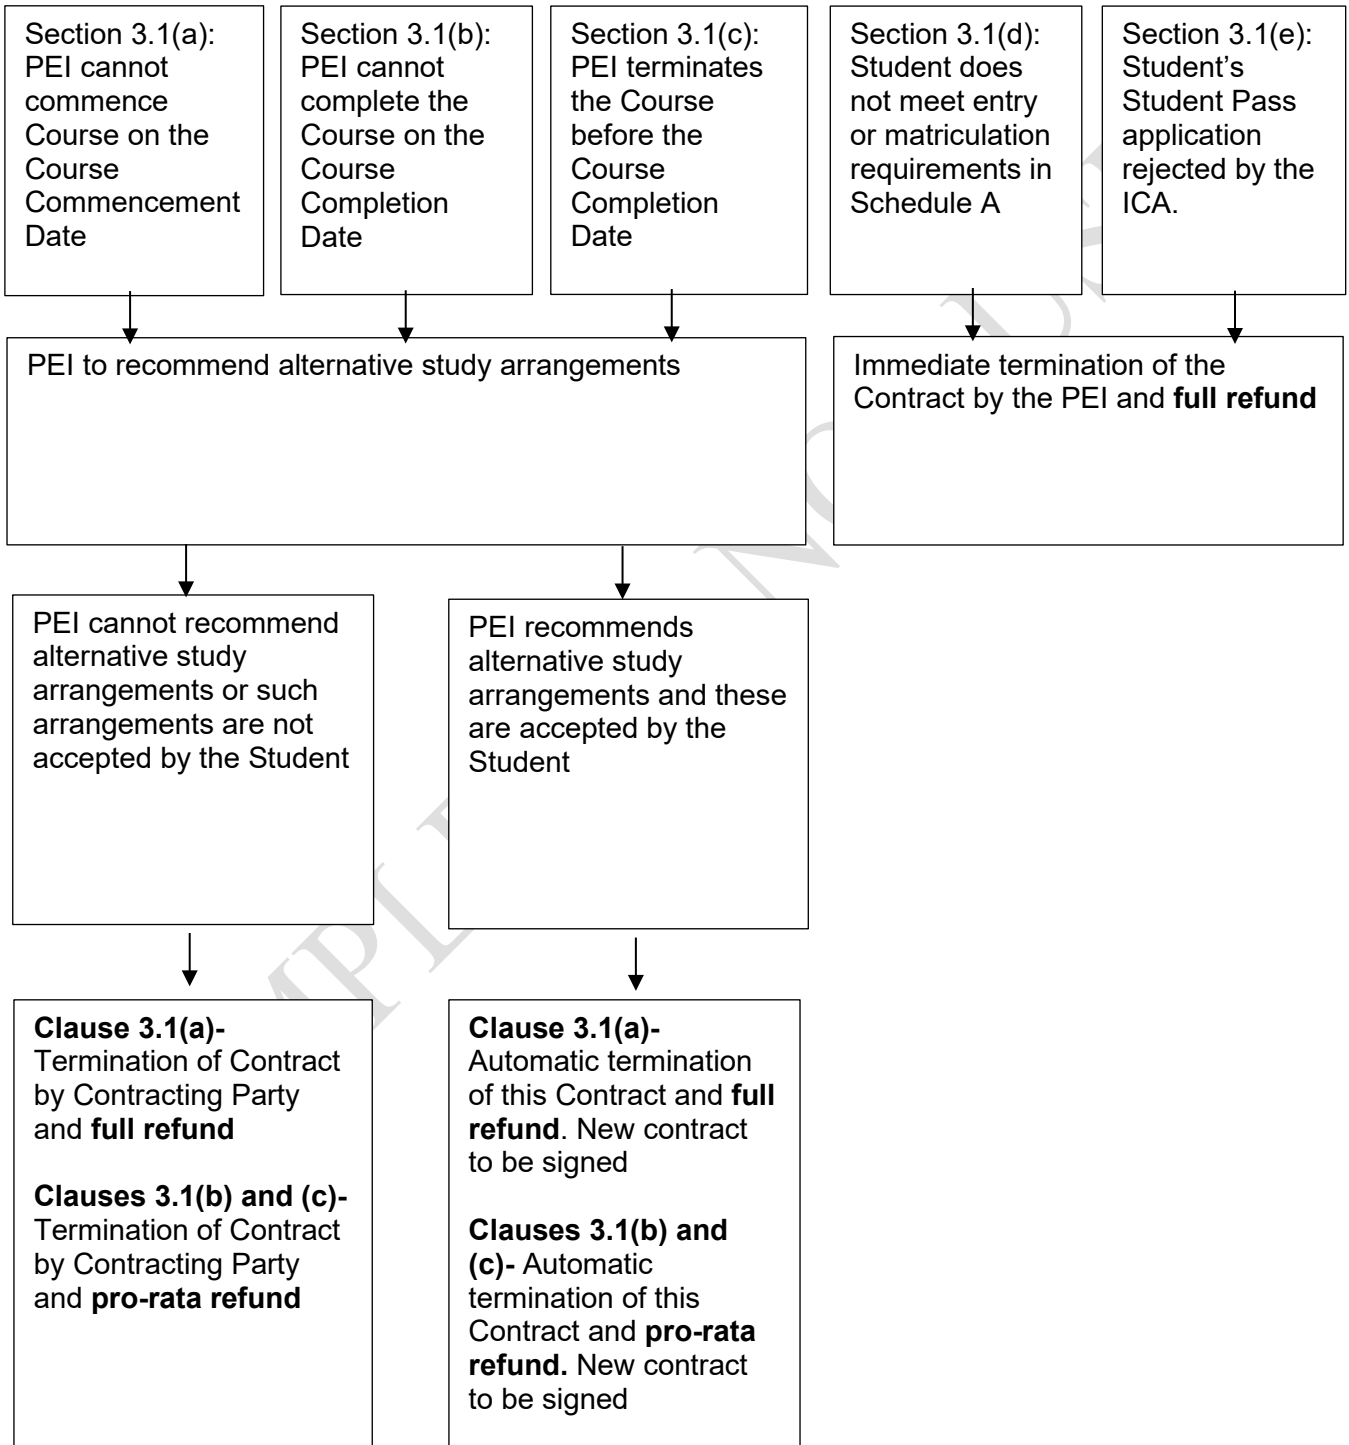 Section 3.1(a):
PEI cannot
commence
Course on the
Course
Commencement
Date
Section 3.1(b):
PEI cannot
complete the
Course on the
Course
Completion
Date
Section 3.1(c):
PEI terminates
the Course
before the
Course
Completion
Date
Section 3.1(d):
Student does
not meet entry
or matriculation
requirements in
Schedule A
Section 3.1(e):
Student’s
Student Pass
application
rejected by the
ICA.
PEI to recommend alternative study arrangements
Immediate termination of the
Contract by the PEI and full refund
PEI cannot recommend
alternative study
arrangements or such
arrangements are not
accepted by the Student
PEI recommends
alternative study
arrangements and these
are accepted by the
Student
Clause 3.1(a)-
Termination of Contract
by Contracting Party
and full refund
Clauses 3.1(b) and (c)-
Termination of Contract
by Contracting Party
and pro-rata refund
Clause 3.1(a)-
Automatic termination
of this Contract and full
refund. New contract
to be signed
Clauses 3.1(b) and
(c)- Automatic
termination of this
Contract and pro-rata
refund. New contract
to be signed